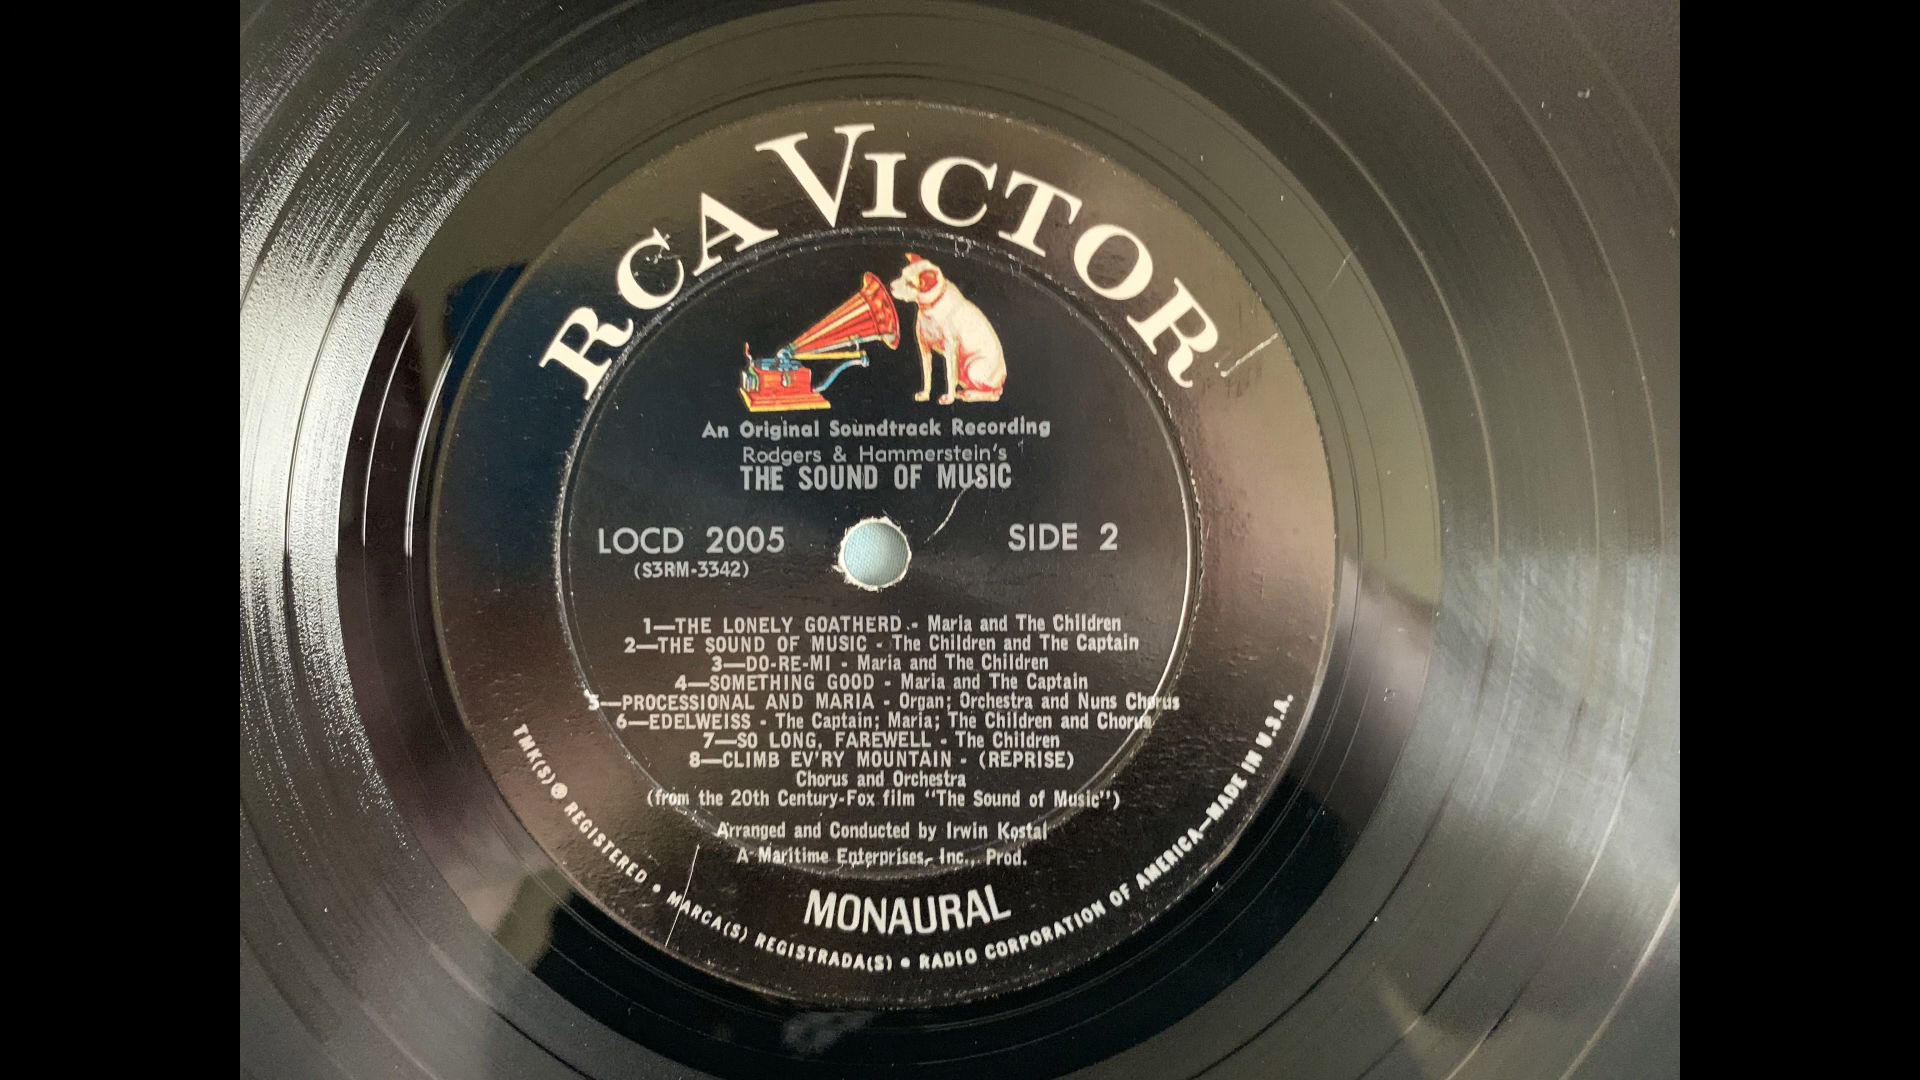 RCA VICTOR
An Original Soundtrack Recording
Rodgers & Hammerstein's
THE SOUND OF MUSIC
LOCD 2005
SIDE 2
(S3RM-3342)
1—THE LONELY GOATHERD - Maria and The Children
2—THE SOUND OF MUSIC - The Children and The Captain
3—DO-RE-MI - Maria and The Children
4—SOMETHING GOOD - Maria and The Captain
5—PROCESSIONAL AND MARIA - Organ; Orchestra and Nuns Chorus
6—EDELWEISS - The Captain; Maria; The Children and Chorus
7—SO LONG, FAREWELL - The Children
8—CLIMB EV'RY MOUNTAIN - (REPRISE)
Chorus and Orchestra
(from the 20th Century-Fox film "The Sound of Music")
Arranged and Conducted by Irwin Kostal
A Maritime Enterprises, Inc., Prod.
MONAURAL
TMK(S) ® REGISTERED • MARCA(S) REGISTRADA(S) • RADIO CORPORATION OF AMERICA—MADE IN U.S.A.